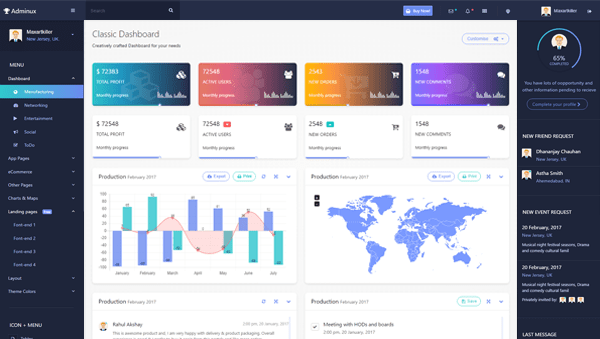 Adminux
Search
Buy Now!
Maxartkiller
Maxartkiller
New Jersey, UK
MENU
Dashboard
Manufacturing
Networking
Entertainment
Social
ToDo
App Pages
eCommerce
Other Pages
Charts & Maps
Landing pages
Font-end 1
Font-end 2
Font-end 3
Font-end 4
Layout
Theme Colors
ICON + MENU
Classic Dashboard
Creatively crafted Dashboard for your needs
Customize
$ 72383
TOTAL PROFIT
Monthly progress
72548
ACTIVE USERS
Monthly progress
2543
NEW ORDERS
Monthly progress
1548
NEW COMMENTS
Monthly progress
$ 72548
TOTAL PROFIT
Monthly progress
72548
ACTIVE USERS
Monthly progress
2548
NEW ORDERS
Monthly progress
1548
NEW COMMENTS
Monthly progress
Production February 2017
Export
Print
100
80
60
40
20
0
-20
-40
-60
-80
-100
January February March April May June July
Production February 2017
Export
Print
Production February 2017
Rahul Akshay
2:00 pm, 20 January, 2017
This is awesome product and, I am very happy with delivery & product packaging. Overall
Production February 2017
Save
Meeting with HODs and boards
3:00 pm, 20 January 2017
65%
COMPLETED
You have lots of oppportunity and
other information pending to receive
Complete your profile
NEW FRIEND REQUEST
Dhananjay Chauhan
New Jersey, UK
Astha Smith
Ahemdabad, IN
NEW EVENT REQUEST
20 February, 2017
New Jersey, UK
Musical night festival seasons, Drama
and comedy cultural famil
20 February, 2017
New Jersey, UK
Musical night festival seasons, Drama
and comedy cultural famil
Privately invited by:
LAST MESSAGE